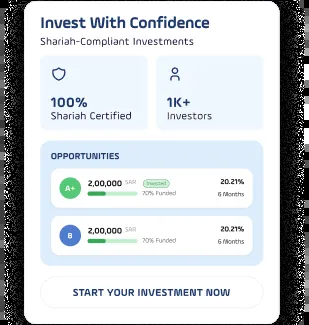 Invest With Confidence
Shariah-Compliant Investments
100%
Shariah Certified
1K+
Investors
OPPORTUNITIES
A+
2,00,000 SAR
Invested
20.21%
70% Funded
6 Months
B
2,00,000 SAR
20.21%
70% Funded
6 Months
START YOUR INVESTMENT NOW